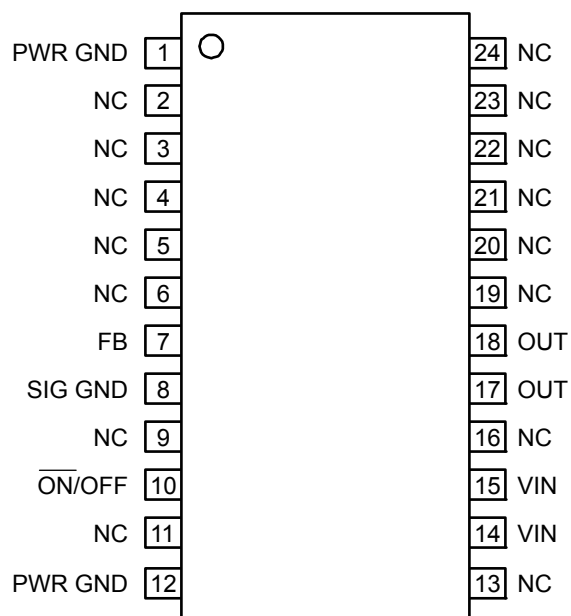 PWR GND 1 24 NC
NC 2 23 NC
NC 3 22 NC
NC 4 21 NC
NC 5 20 NC
NC 6 19 NC
FB 7 18 OUT
SIG GND 8 17 OUT
NC 9 16 NC
O̅N̅/OFF 10 15 VIN
NC 11 14 VIN
PWR GND 12 13 NC